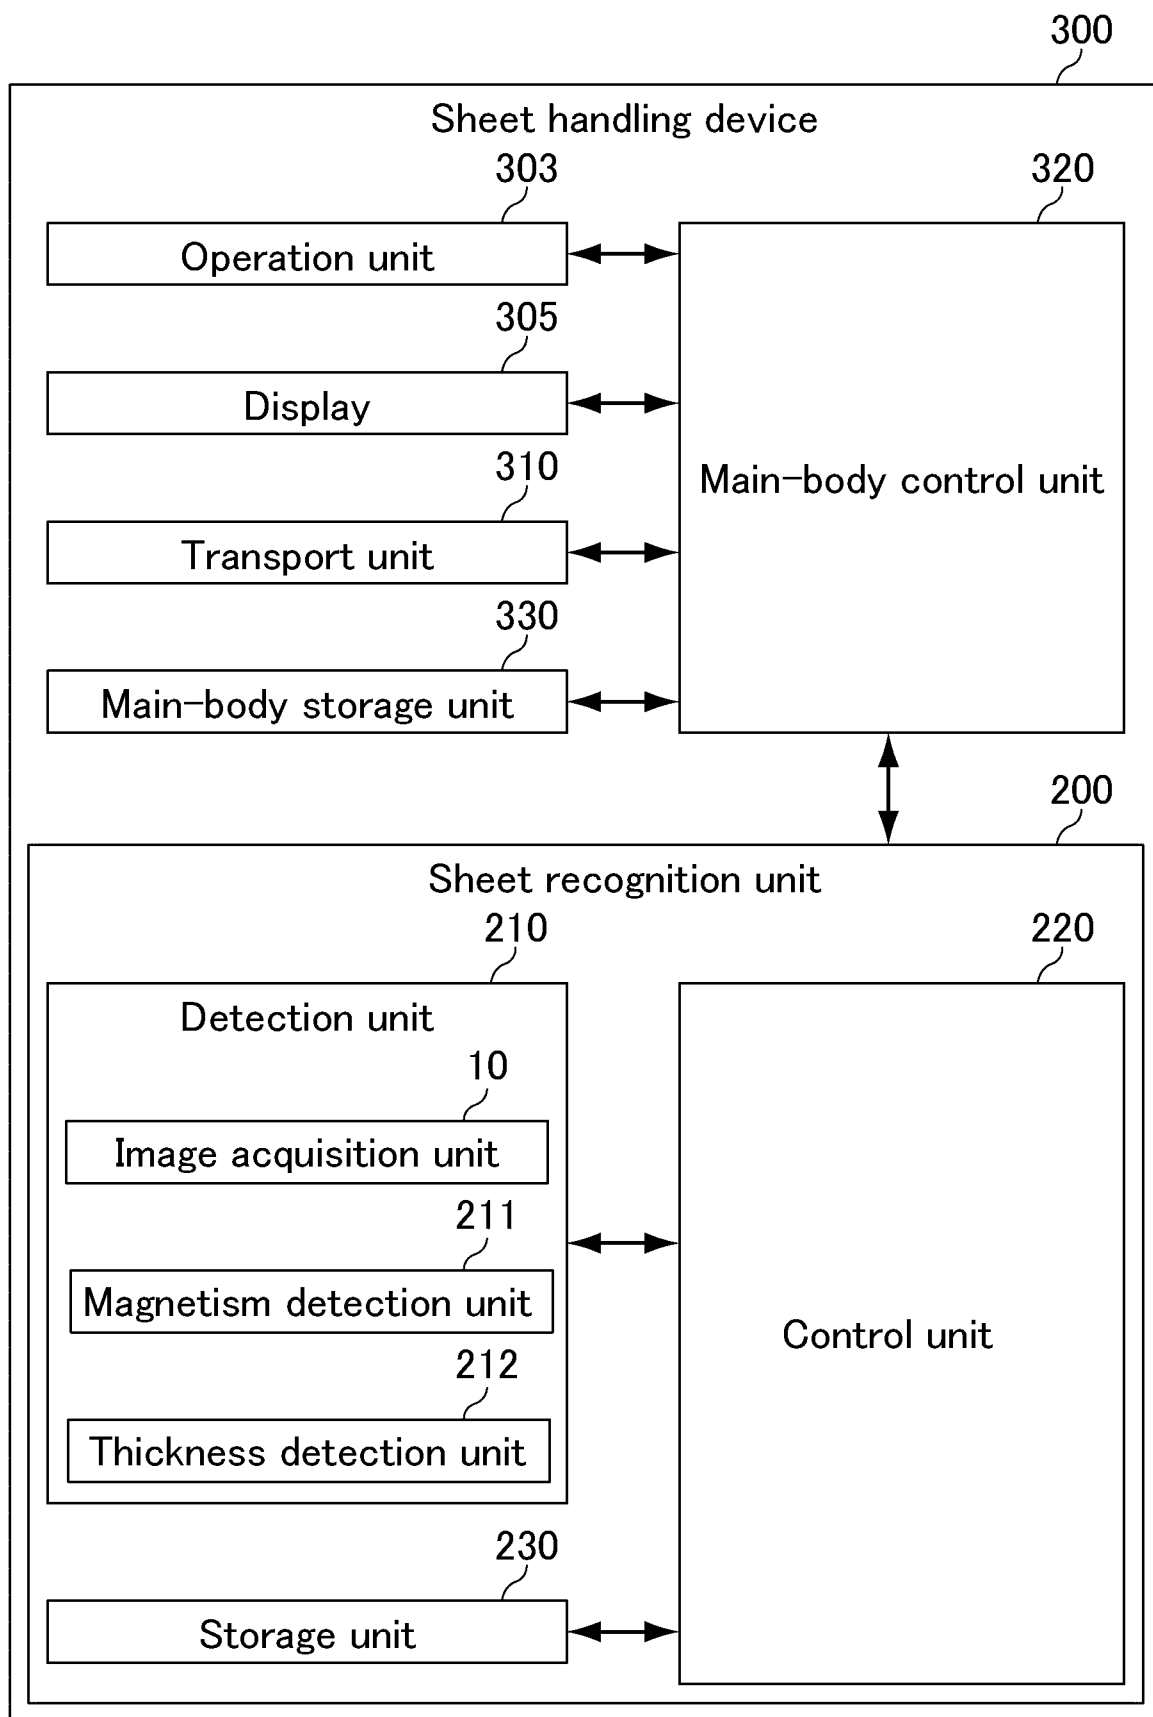 300
Sheet handling device
303
320
Operation unit
305
Display
Main-body control unit
310
Transport unit
330
Main-body storage unit
200
Sheet recognition unit
210
220
Detection unit
10
Image acquisition unit
211
Magnetism detection unit
Control unit
212
Thickness detection unit
230
Storage unit